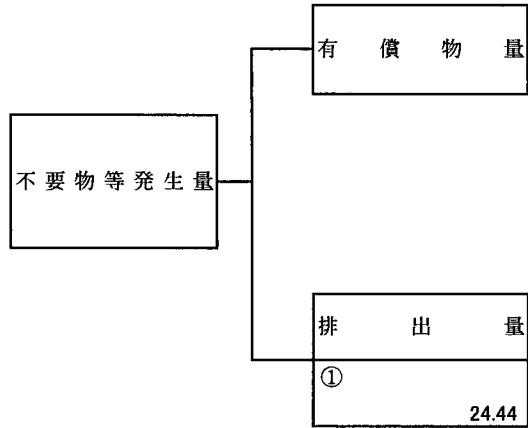 有償物量
不要物等発生量
排出量
①
24.44